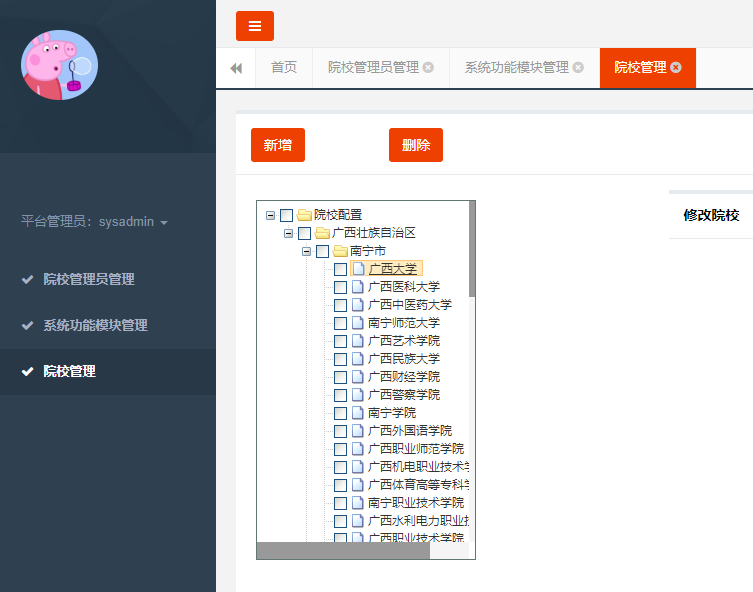 首页
院校管理员管理
系统功能模块管理
院校管理
平台管理员：sysadmin
院校管理员管理
系统功能模块管理
院校管理
新增
删除
院校配置
广西壮族自治区
南宁市
广西大学
广西医科大学
广西中医药大学
南宁师范大学
广西艺术学院
广西民族大学
广西财经学院
广西警察学院
南宁学院
广西外国语学院
广西职业师范学院
广西机电职业技术学
广西体育高等专科学
南宁职业技术学院
广西水利电力职业技
广西职业技术学院
修改院校